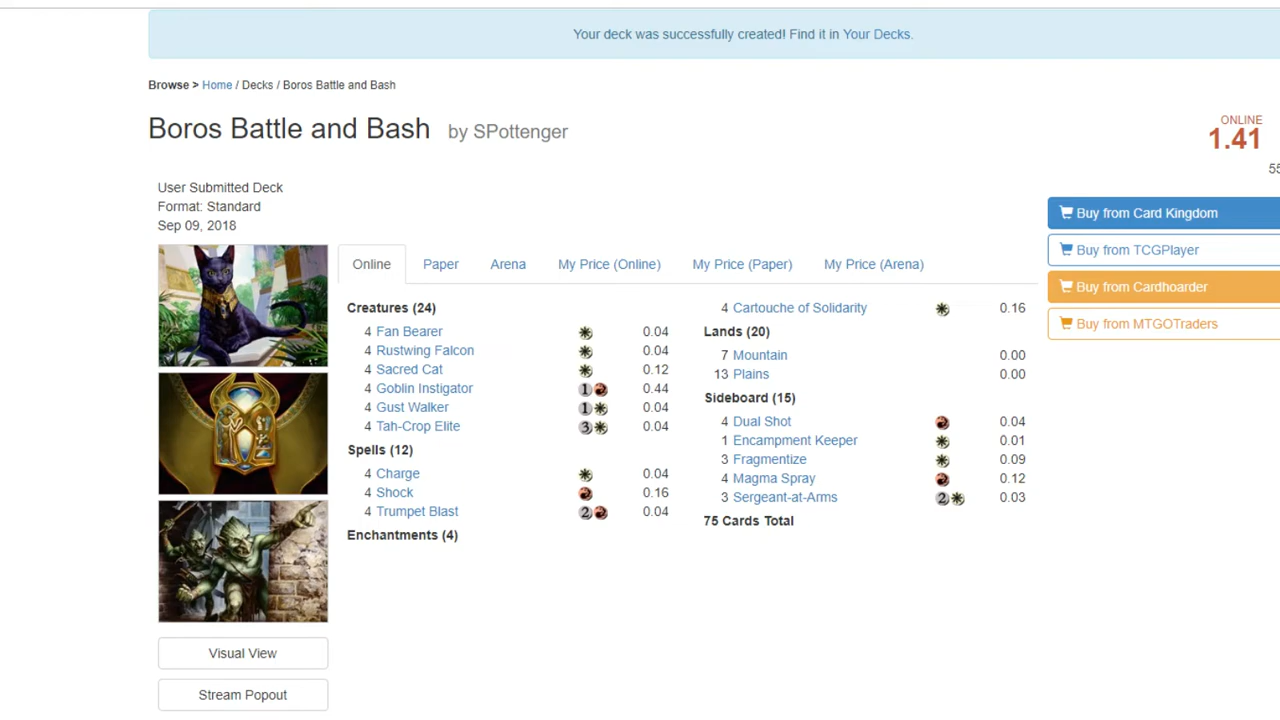 Your deck was successfully created! Find it in Your Decks.
Browse > Home / Decks / Boros Battle and Bash
Boros Battle and Bash by SPottenger
ONLINE
1.41
55
User Submitted Deck
Format: Standard
Sep 09, 2018
Buy from Card Kingdom
Buy from TCGPlayer
Buy from Cardhoarder
Buy from MTGOTraders
Online Paper Arena My Price (Online) My Price (Paper) My Price (Arena)
Creatures (24)
4 Fan Bearer 0.04
4 Rustwing Falcon 0.04
4 Sacred Cat 0.12
4 Goblin Instigator 1 0.44
4 Gust Walker 1 0.04
4 Tah-Crop Elite 3 0.04
Spells (12)
4 Charge 0.04
4 Shock 0.16
4 Trumpet Blast 2 0.04
Enchantments (4)
4 Cartouche of Solidarity 0.16
Lands (20)
7 Mountain 0.00
13 Plains 0.00
Sideboard (15)
4 Dual Shot 0.04
1 Encampment Keeper 0.01
3 Fragmentize 0.09
4 Magma Spray 0.12
3 Sergeant-at-Arms 2 0.03
75 Cards Total
Visual View
Stream Popout